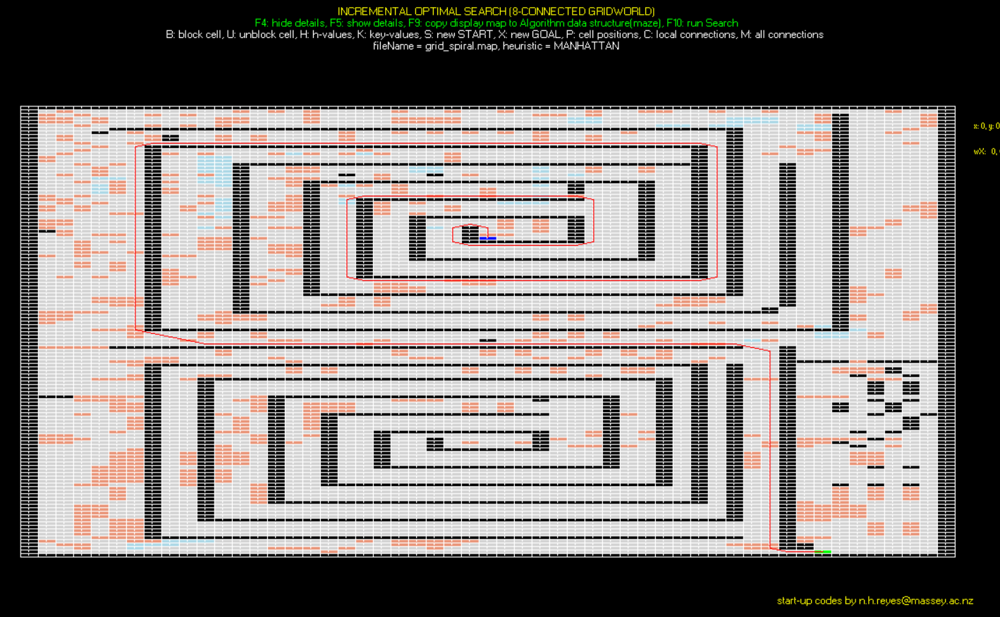 INCREMENTAL OPTIMAL SEARCH (8-CONNECTED GRIDWORLD)
F4: hide details, F5: show details, F9: copy display map to Algorithm data structure(maze), F10: run Search
B: block cell, U: unblock cell, H: h-values, K: key-values, S: new START, X: new GOAL, P: cell positions, C: local connections, M: all connections
fileName = grid_spiral.map, heuristic = MANHATTAN
x: 0, y: 0
wX: 0,
start-up codes by n.h.reyes@massey.ac.nz